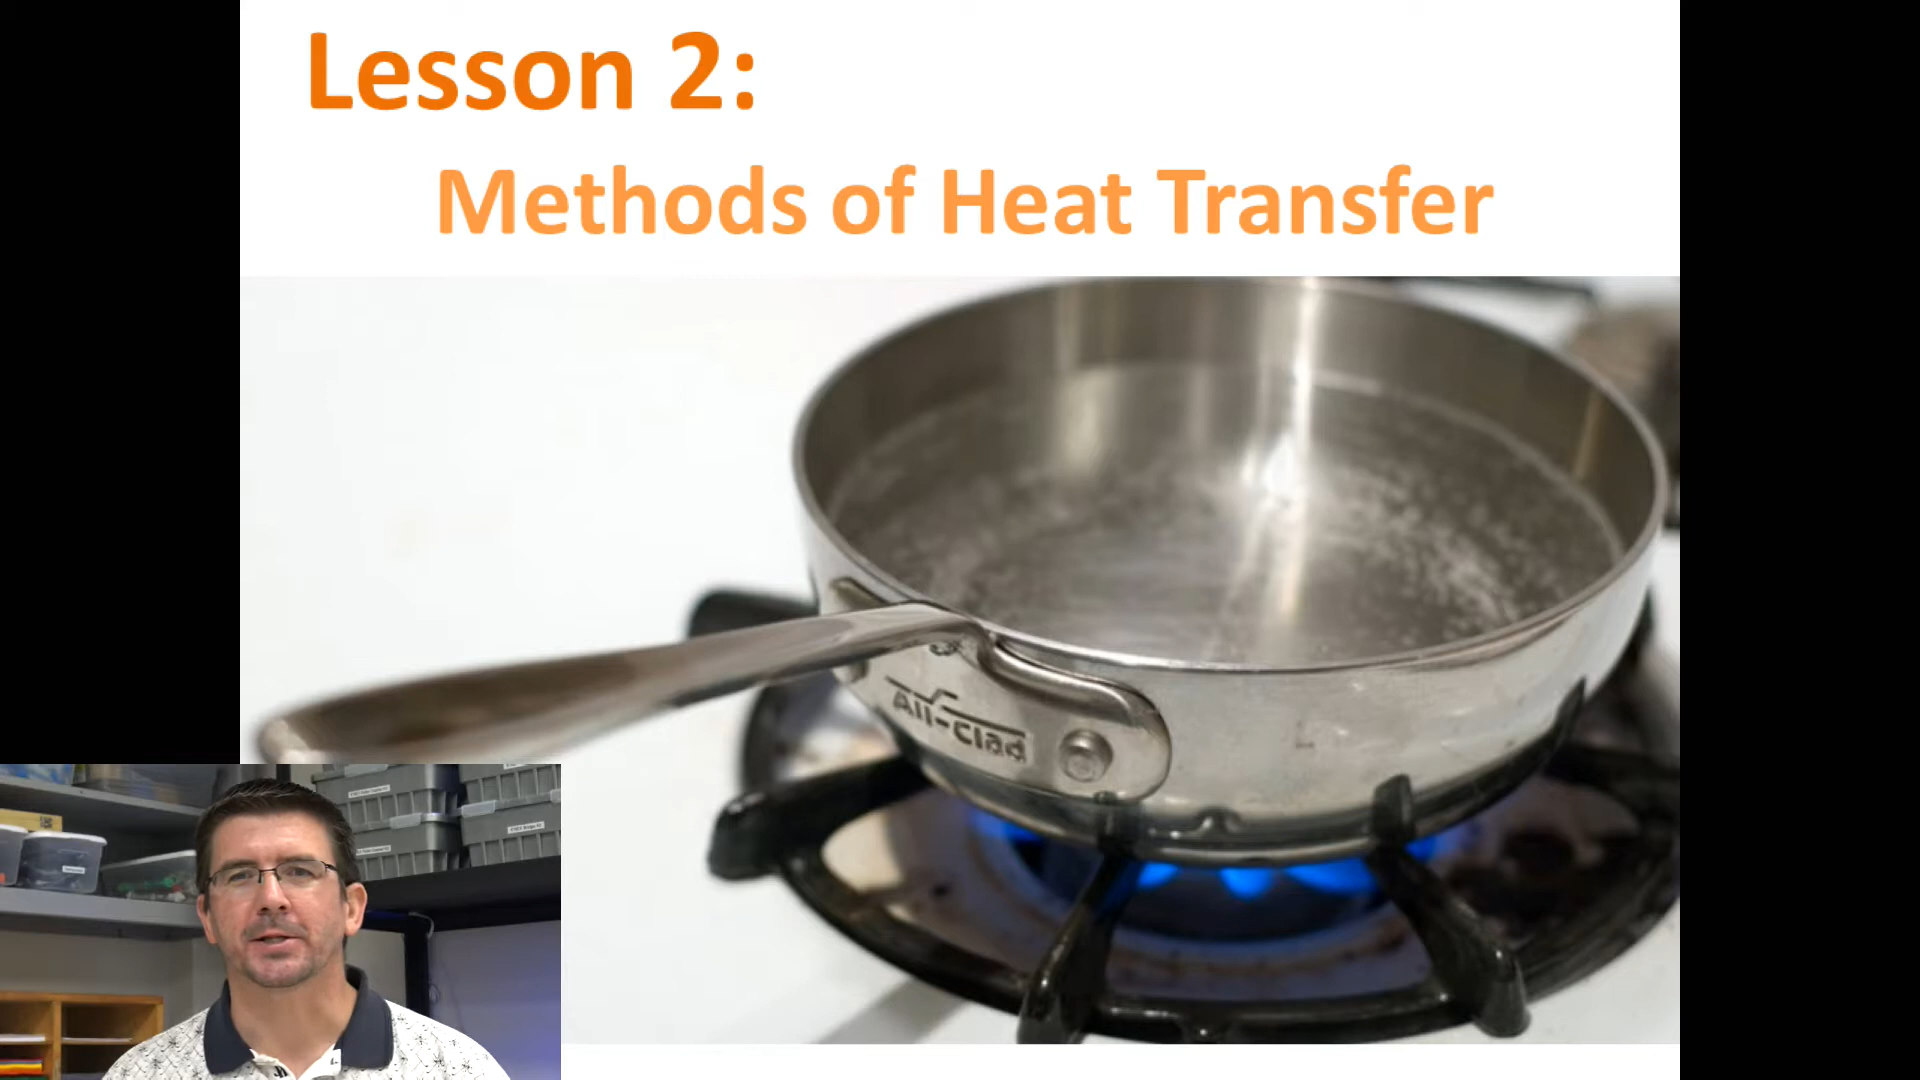 Lesson 2:
Methods of Heat Transfer
All-Clad